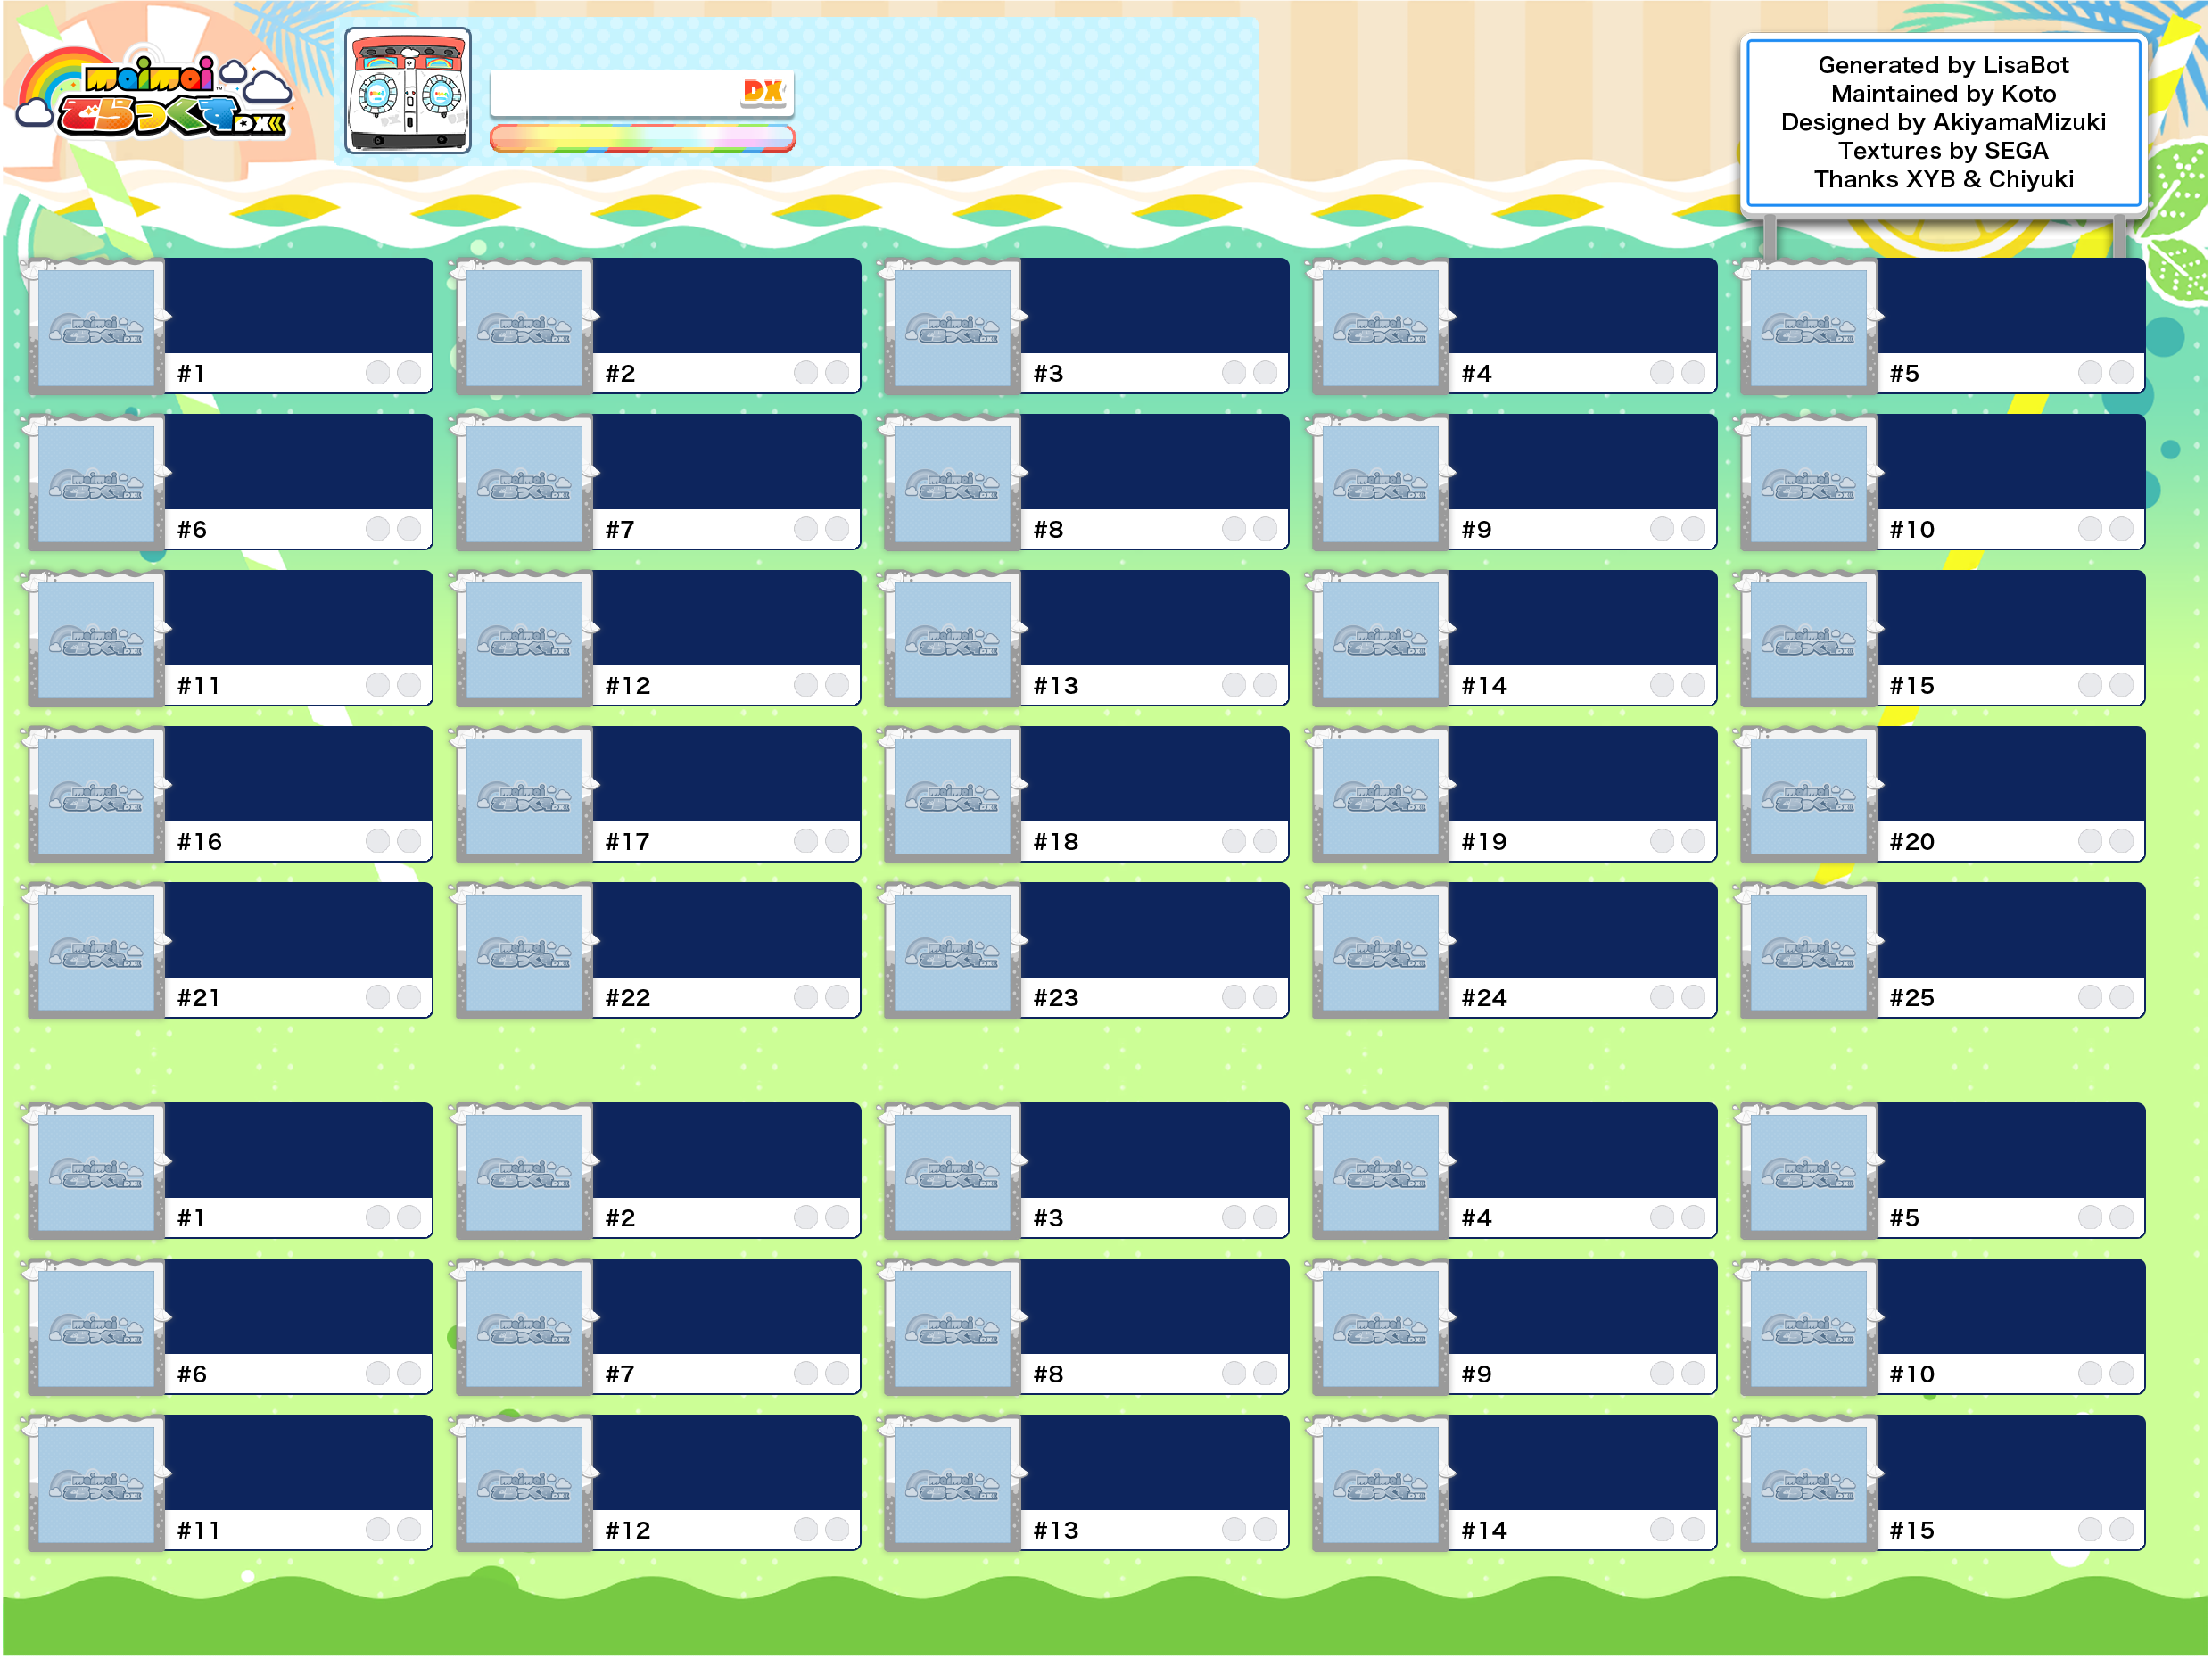 maimai
でらっくす DX
DX
Generated by LisaBot
Maintained by Koto
Designed by AkiyamaMizuki
Textures by SEGA
Thanks XYB & Chiyuki
#1 #2 #3 #4 #5
#6 #7 #8 #9 #10
#11 #12 #13 #14 #15
#16 #17 #18 #19 #20
#21 #22 #23 #24 #25
#1 #2 #3 #4 #5
#6 #7 #8 #9 #10
#11 #12 #13 #14 #15